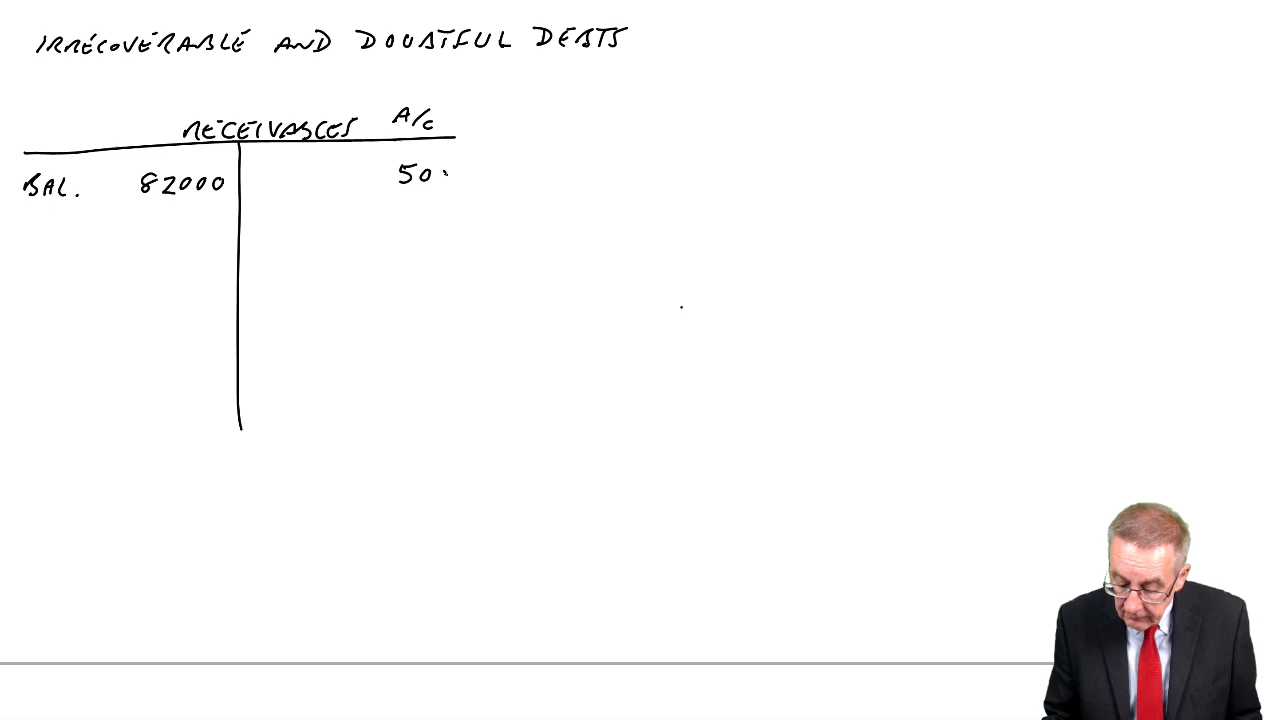 IRRECOVERABLE AND DOUBTFUL DEBTS
RECEIVABLES A/c
BAL. 82000 50